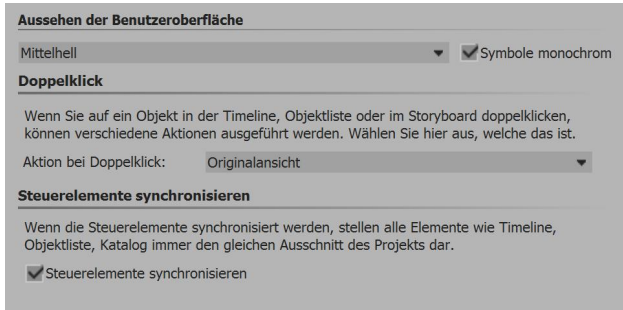 Aussehen der Benutzeroberfläche
Mittelhell Symbole monochrom
Doppelklick
Wenn Sie auf ein Objekt in der Timeline, Objektliste oder im Storyboard doppelklicken,
können verschiedene Aktionen ausgeführt werden. Wählen Sie hier aus, welche das ist.
Aktion bei Doppelklick: Originalansicht
Steuerelemente synchronisieren
Wenn die Steuerelemente synchronisiert werden, stellen alle Elemente wie Timeline,
Objektliste, Katalog immer den gleichen Ausschnitt des Projekts dar.
Steuerelemente synchronisieren